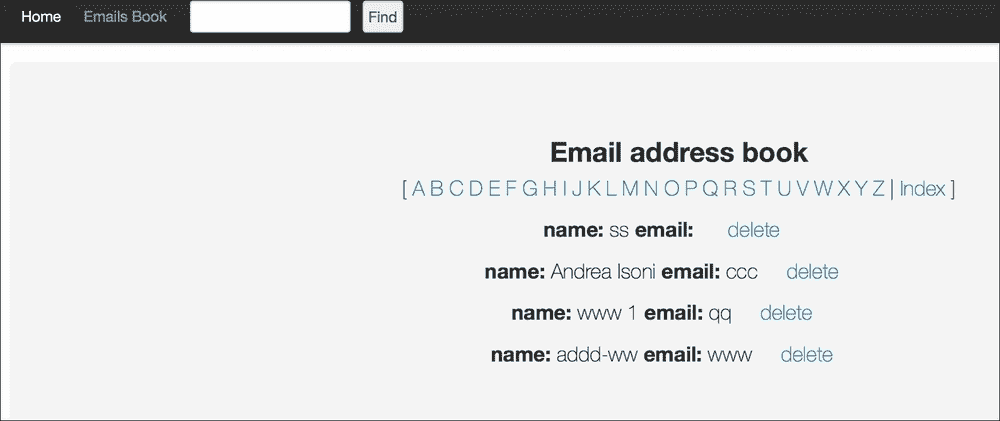 Home Emails Book Find
Email address book
[ A B C D E F G H I J K L M N O P Q R S T U V W X Y Z | Index ]
name: ss email: delete
name: Andrea Isoni email: ccc delete
name: www 1 email: qq delete
name: addd-ww email: www delete